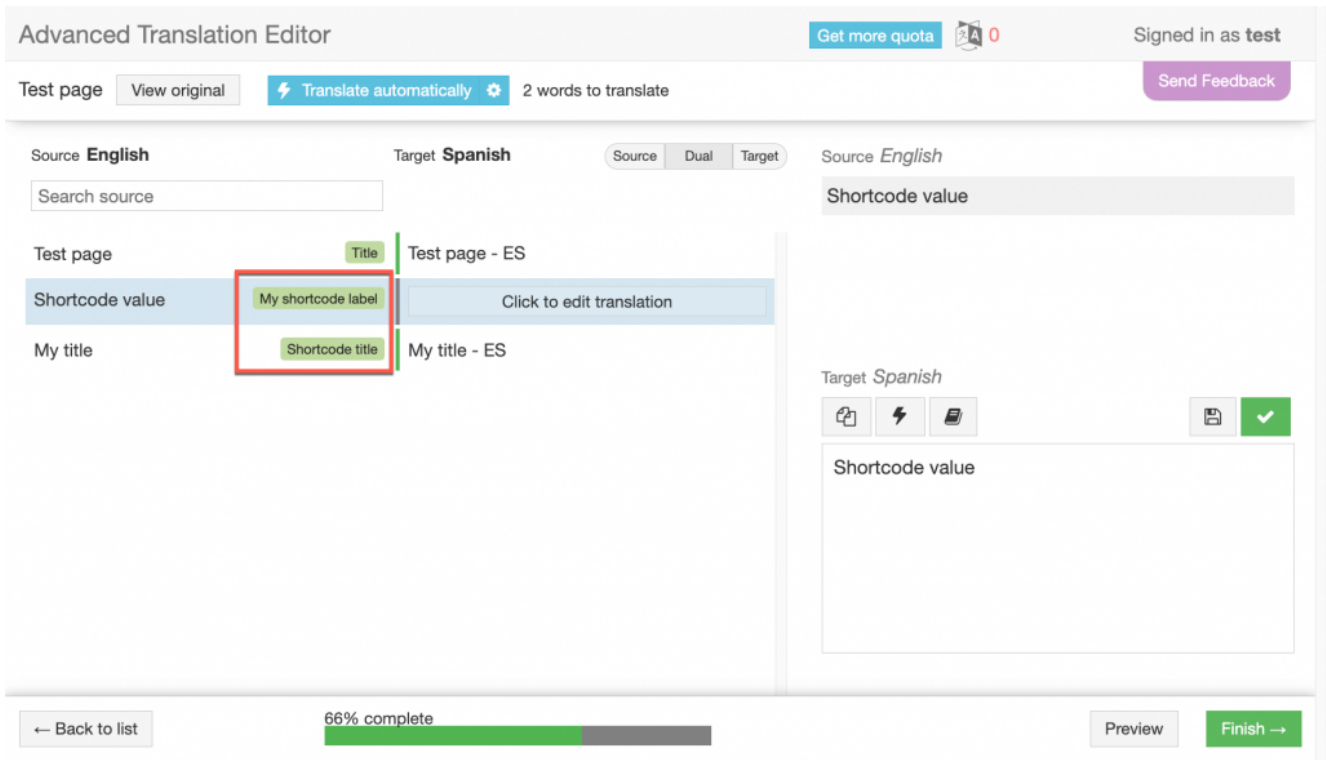 Advanced Translation Editor
Get more quota
0
Signed in as test
Test page
View original
Translate automatically
2 words to translate
Send Feedback
Source English
Target Spanish
Source Dual Target
Search source
Test page
Title
Test page - ES
Shortcode value
My shortcode label
Click to edit translation
My title
Shortcode title
My title - ES
Source English
Shortcode value
Target Spanish
Shortcode value
← Back to list
66% complete
Preview
Finish →